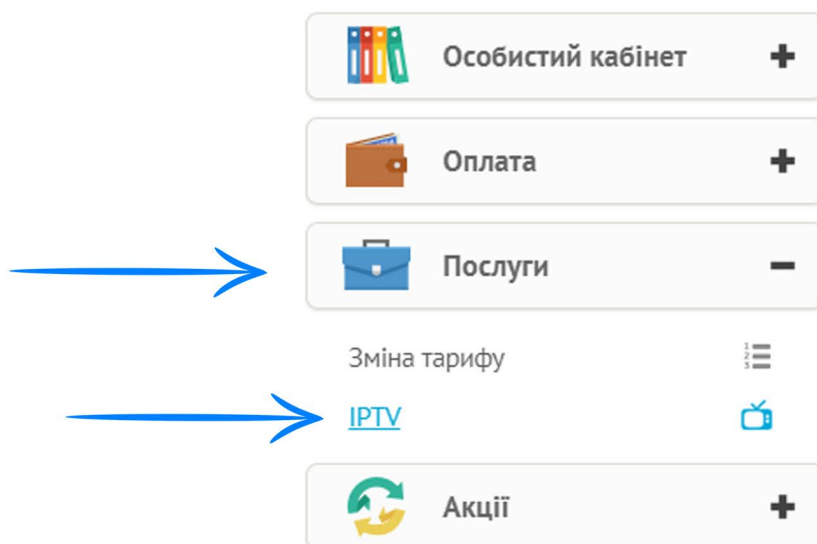 Особистий кабінет
Оплата
Послуги
Зміна тарифу
IPTV
Акції